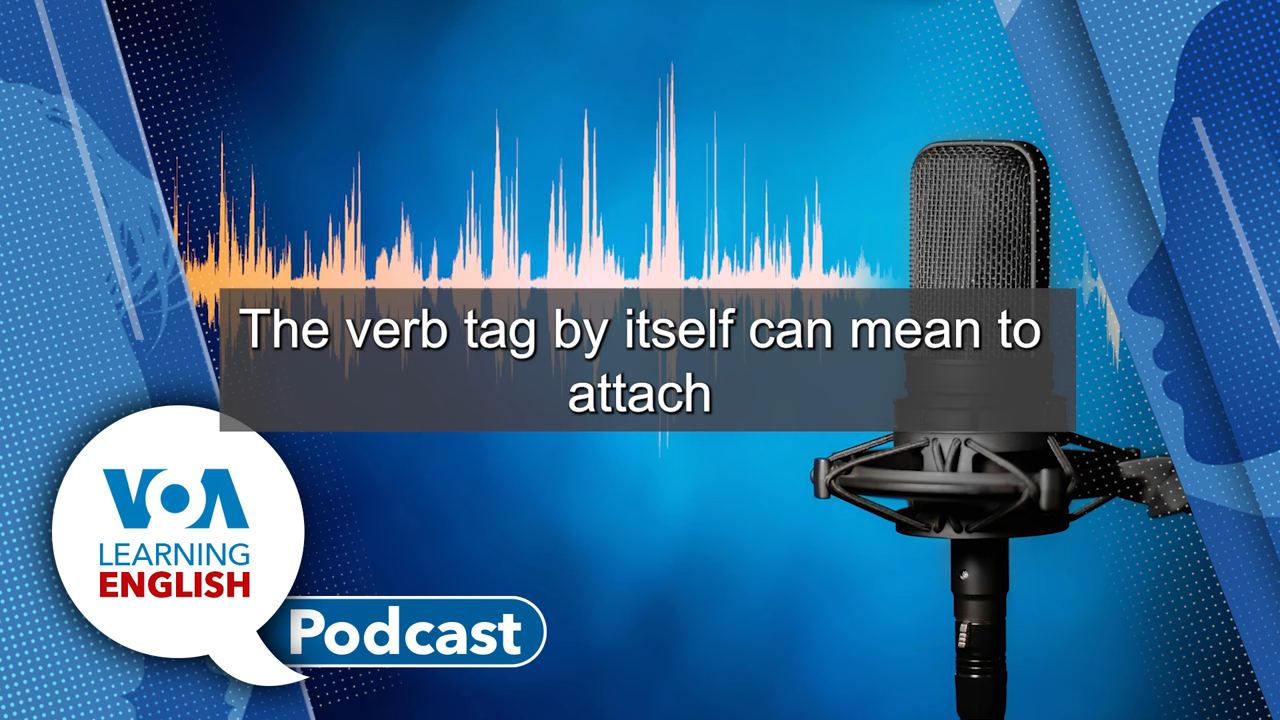 The verb tag by itself can mean to
attach
VOA
LEARNING
ENGLISH
Podcast